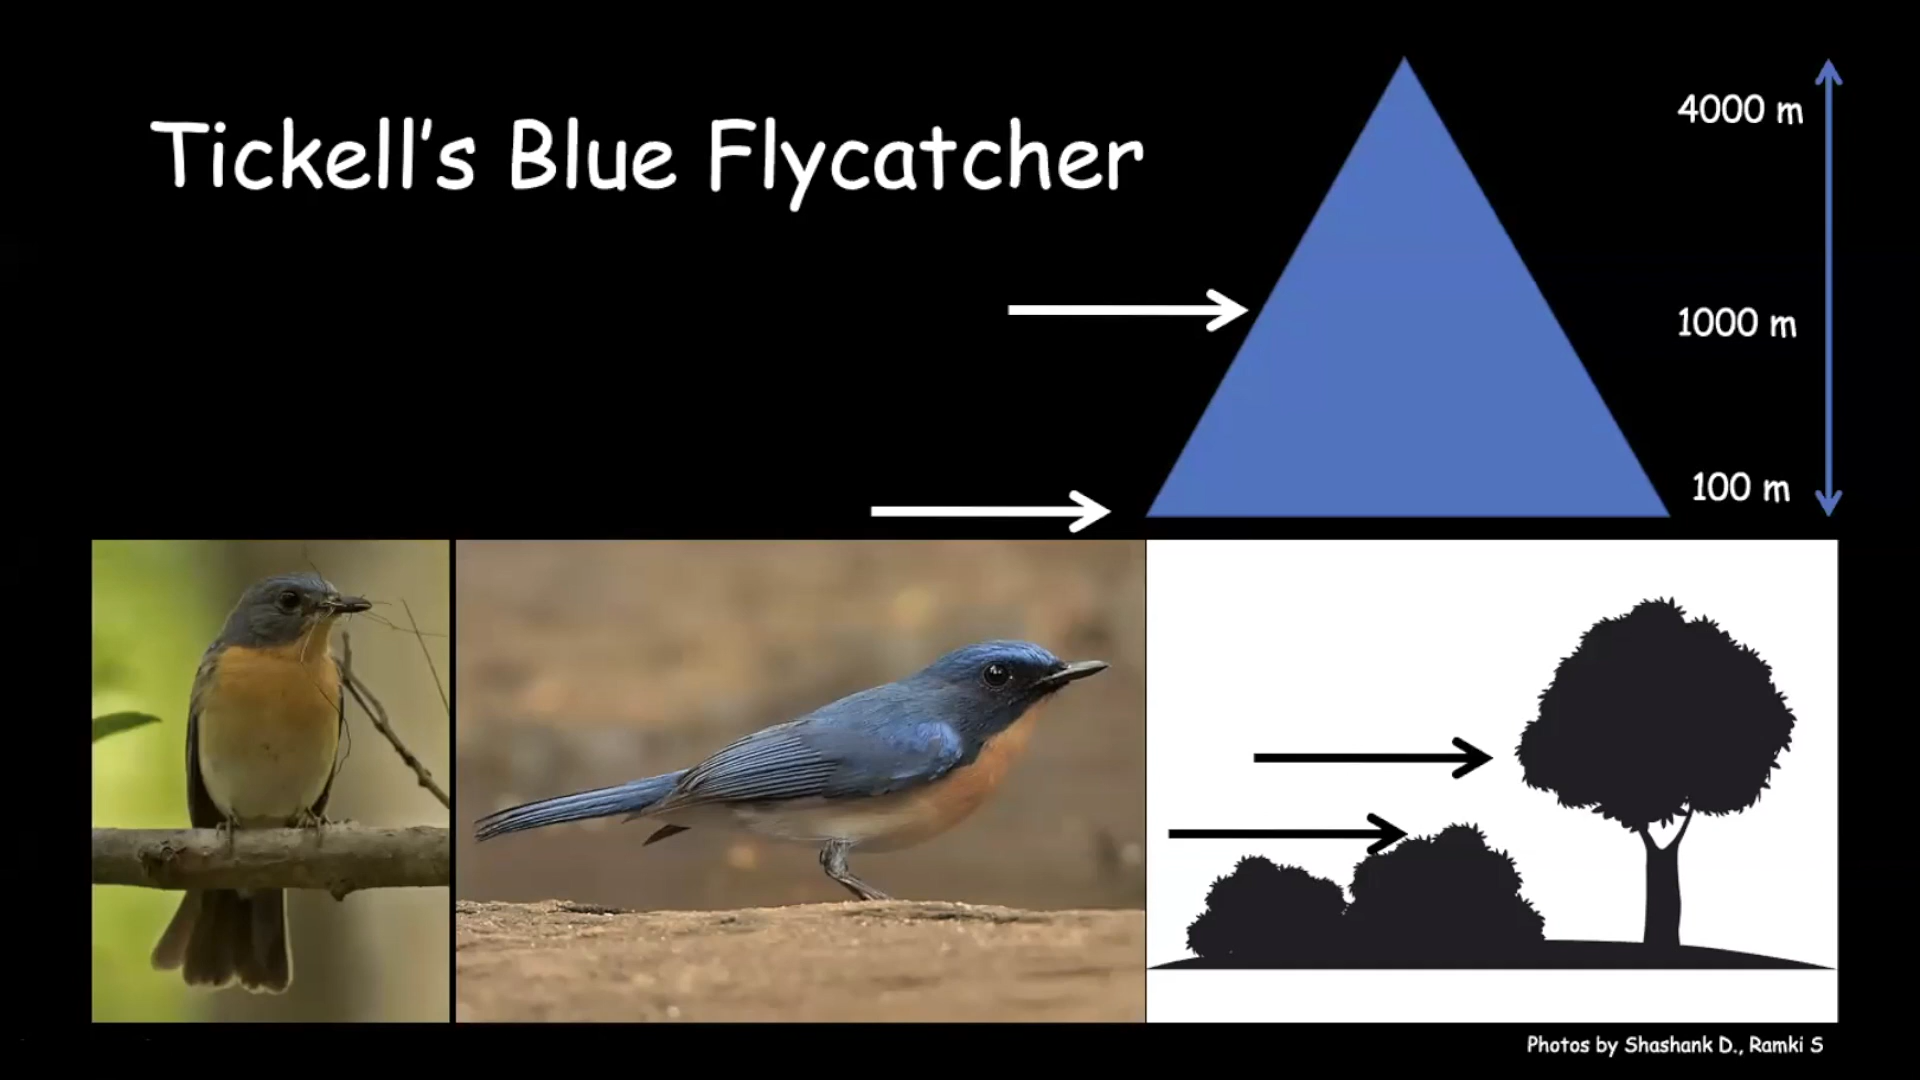 Tickell's Blue Flycatcher
4000 m
1000 m
100 m
Photos by Shashank D., Ramki S